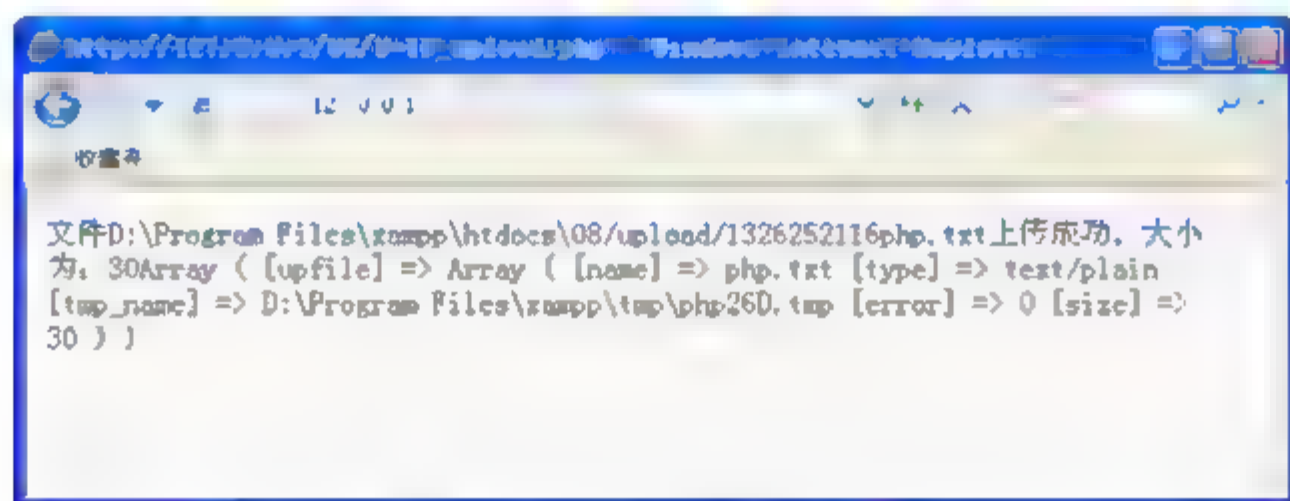 收藏夹
文件D:\Program Files\xampp\htdocs\08/upload/1326252116php.txt上传成功，大小
为：30Array ( [upfile] => Array ( [name] => php.txt [type] => text/plain
[tmp_name] => D:\Program Files\xampp\tmp\php26D.tmp [error] => 0 [size] =>
30 ) )